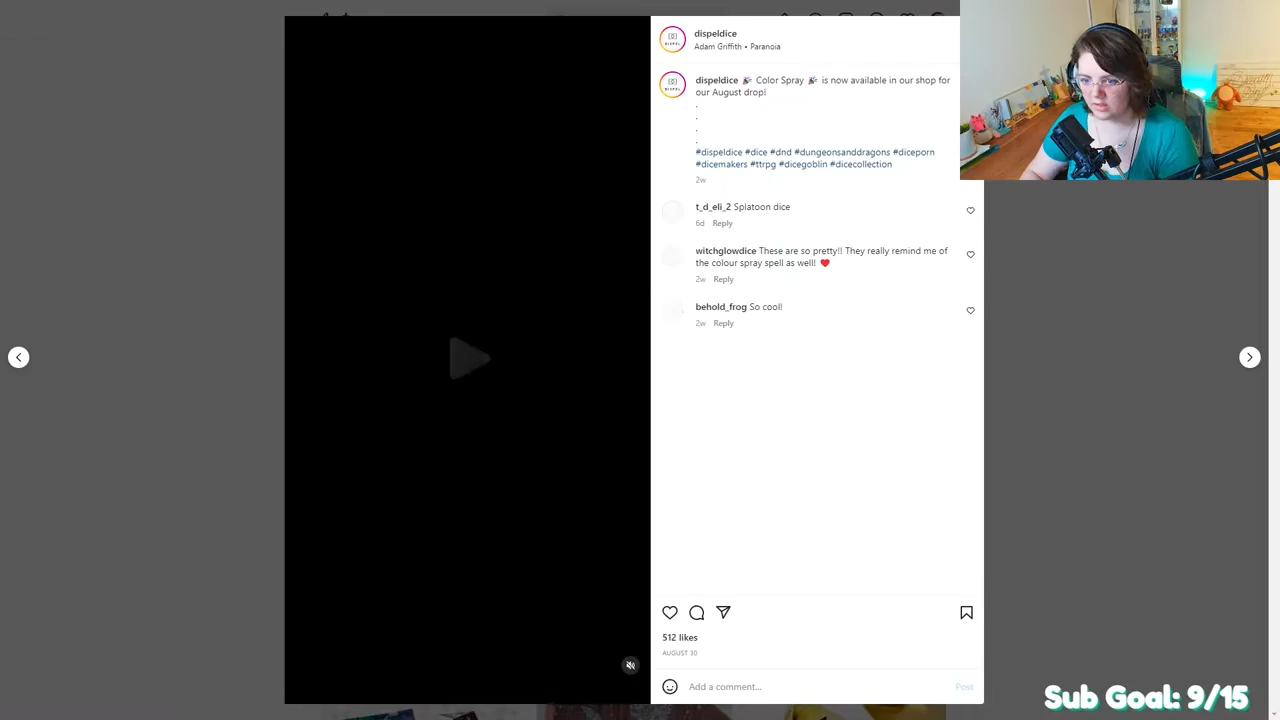 dispeldice
Adam Griffith • Paranoia
dispeldice 🎉 Color Spray 🎉 is now available in our shop for
our August drop!
.
.
.
.
#dispeldice #dice #dnd #dungeonsanddragons #diceporn
#dicemakers #ttrpg #dicegoblin #dicecollection
2w
t_d_eli_2 Splatoon dice
6d Reply
witchglowdice These are so pretty!! They really remind me of
the colour spray spell as well! ♥
2w Reply
behold_frog So cool!
2w Reply
512 likes
AUGUST 30
Add a comment...
Post
Sub Goal: 9/15